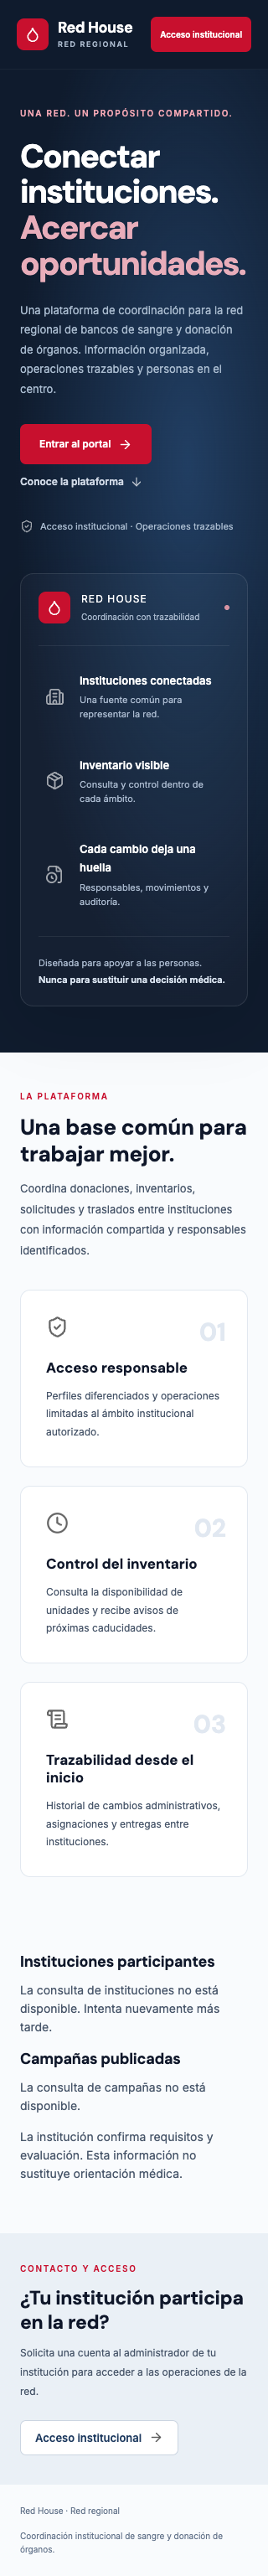 Red House
RED REGIONAL
Acceso institucional
UNA RED. UN PROPÓSITO COMPARTIDO.
Conectar
instituciones.
Acercar
oportunidades.
Una plataforma de coordinación para la red
regional de bancos de sangre y donación
de órganos. Información organizada,
operaciones trazables y personas en el
centro.
Entrar al portal
Conoce la plataforma
Acceso institucional · Operaciones trazables
RED HOUSE
Coordinación con trazabilidad
Instituciones conectadas
Una fuente común para
representar la red.
Inventario visible
Consulta y control dentro de
cada ámbito.
Cada cambio deja una
huella
Responsables, movimientos y
auditoría.
Diseñada para apoyar a las personas.
Nunca para sustituir una decisión médica.
LA PLATAFORMA
Una base común para
trabajar mejor.
Coordina donaciones, inventarios,
solicitudes y traslados entre instituciones
con información compartida y responsables
identificados.
01
Acceso responsable
Perfiles diferenciados y operaciones
limitadas al ámbito institucional
autorizado.
02
Control del inventario
Consulta la disponibilidad de
unidades y recibe avisos de
próximas caducidades.
03
Trazabilidad desde el
inicio
Historial de cambios administrativos,
asignaciones y entregas entre
instituciones.
Instituciones participantes
La consulta de instituciones no está
disponible. Intenta nuevamente más
tarde.
Campañas publicadas
La consulta de campañas no está
disponible.
La institución confirma requisitos y
evaluación. Esta información no
sustituye orientación médica.
CONTACTO Y ACCESO
¿Tu institución participa
en la red?
Solicita una cuenta al administrador de tu
institución para acceder a las operaciones de la
red.
Acceso institucional
Red House · Red regional
Coordinación institucional de sangre y donación de
órganos.